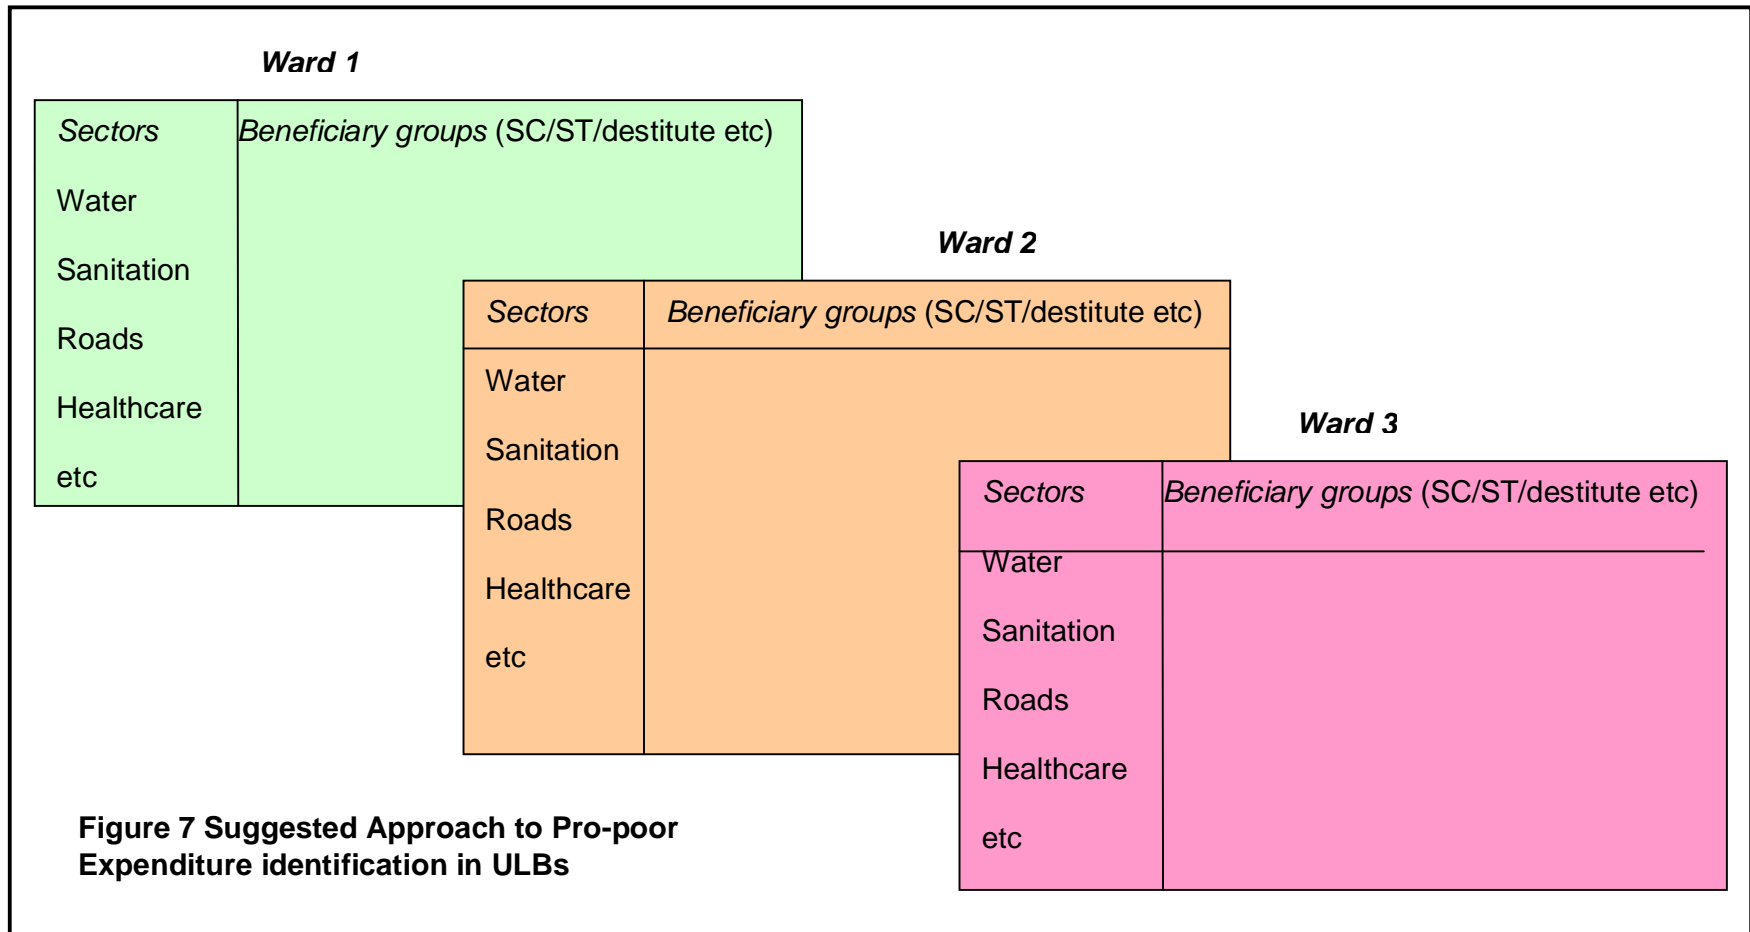 Ward 1
Sectors Beneficiary groups (SC/ST/destitute etc)
Water
Sanitation
Roads
Healthcare
etc
Ward 2
Sectors Beneficiary groups (SC/ST/destitute etc)
Water
Sanitation
Roads
Healthcare
etc
Ward 3
Sectors Beneficiary groups (SC/ST/destitute etc)
Water
Sanitation
Roads
Healthcare
etc
Figure 7 Suggested Approach to Pro-poor
Expenditure identification in ULBs